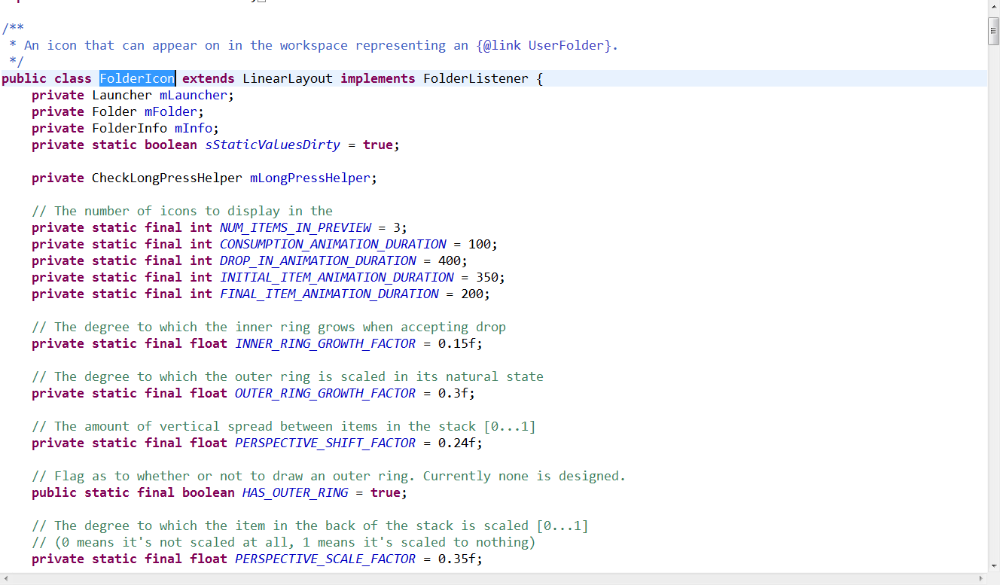 /**
 * An icon that can appear on in the workspace representing an {@link UserFolder}.
 */
public class FolderIcon extends LinearLayout implements FolderListener {
    private Launcher mLauncher;
    private Folder mFolder;
    private FolderInfo mInfo;
    private static boolean sStaticValuesDirty = true;

    private CheckLongPressHelper mLongPressHelper;

    // The number of icons to display in the
    private static final int NUM_ITEMS_IN_PREVIEW = 3;
    private static final int CONSUMPTION_ANIMATION_DURATION = 100;
    private static final int DROP_IN_ANIMATION_DURATION = 400;
    private static final int INITIAL_ITEM_ANIMATION_DURATION = 350;
    private static final int FINAL_ITEM_ANIMATION_DURATION = 200;

    // The degree to which the inner ring grows when accepting drop
    private static final float INNER_RING_GROWTH_FACTOR = 0.15f;

    // The degree to which the outer ring is scaled in its natural state
    private static final float OUTER_RING_GROWTH_FACTOR = 0.3f;

    // The amount of vertical spread between items in the stack [0...1]
    private static final float PERSPECTIVE_SHIFT_FACTOR = 0.24f;

    // Flag as to whether or not to draw an outer ring. Currently none is designed.
    public static final boolean HAS_OUTER_RING = true;

    // The degree to which the item in the back of the stack is scaled [0...1]
    // (0 means it's not scaled at all, 1 means it's scaled to nothing)
    private static final float PERSPECTIVE_SCALE_FACTOR = 0.35f;